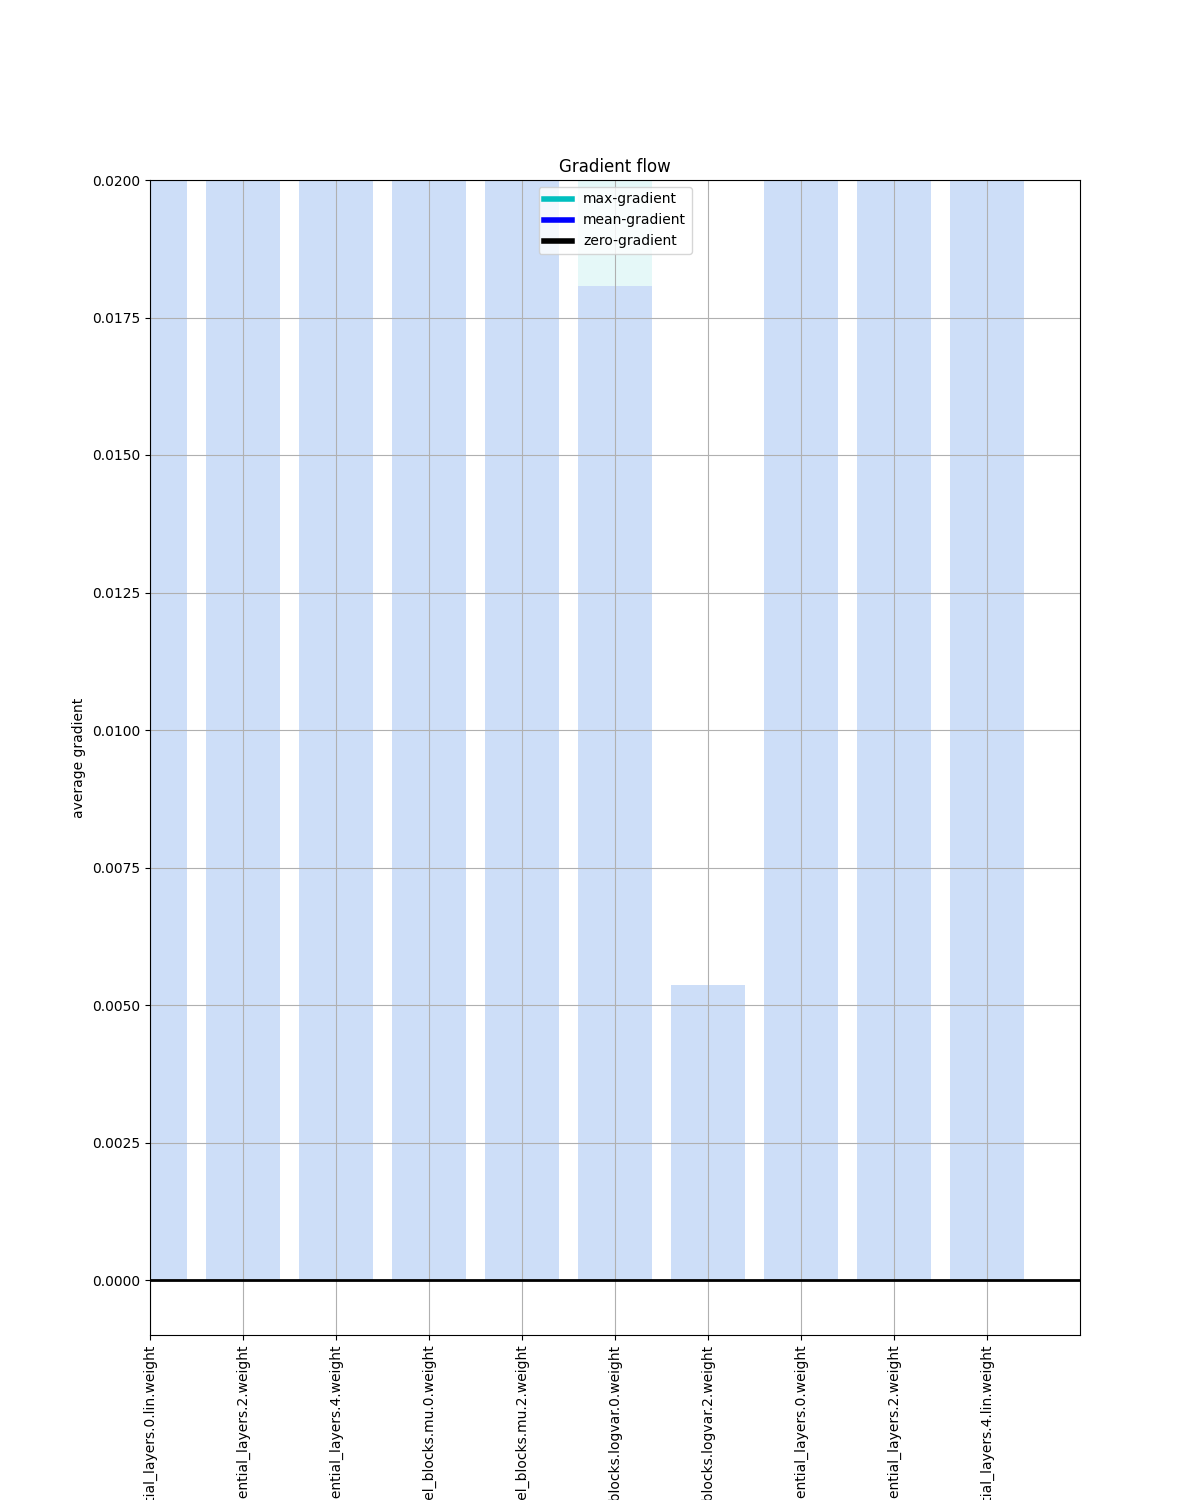 Gradient flow
max-gradient
mean-gradient
zero-gradient
0.0200
0.0175
0.0150
0.0125
0.0100
0.0075
0.0050
0.0025
0.0000
average gradient
tial_layers.0.lin.weight
ential_layers.2.weight
ential_layers.4.weight
el_blocks.mu.0.weight
el_blocks.mu.2.weight
blocks.logvar.0.weight
blocks.logvar.2.weight
ential_layers.0.weight
ential_layers.2.weight
tial_layers.4.lin.weight